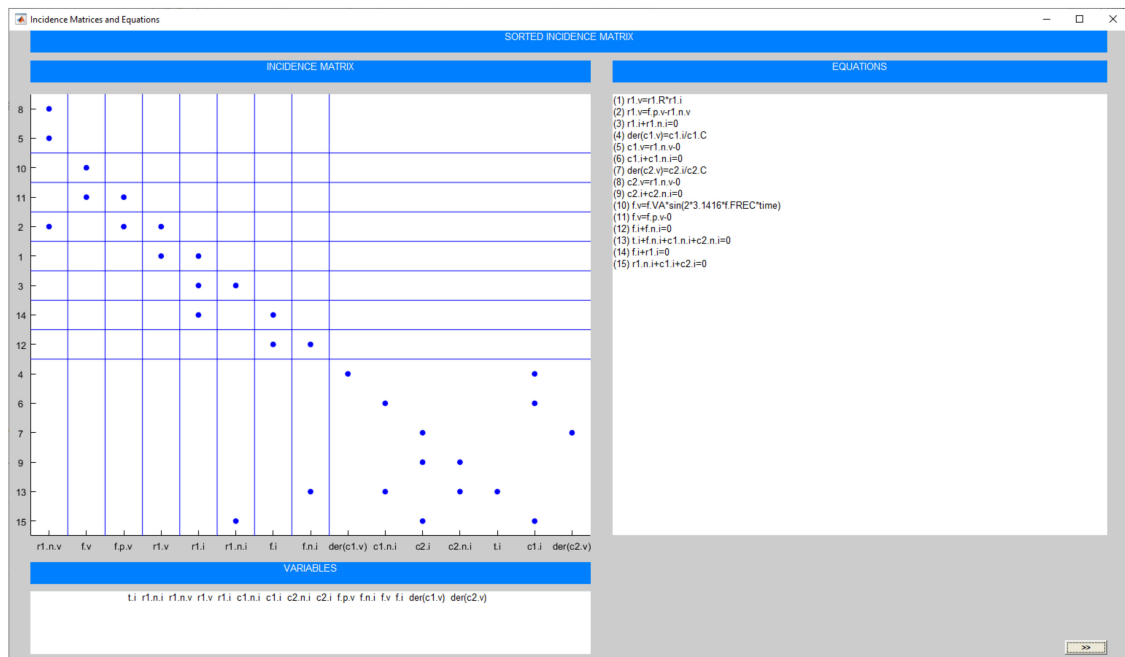 Incidence Matrices and Equations
SORTED INCIDENCE MATRIX
INCIDENCE MATRIX
8
5
10
11
2
1
3
14
12
4
6
7
9
13
15
r1.n.v f.v f.p.v r1.v r1.i r1.n.i f.i f.n.i der(c1.v) c1.n.i c2.i c2.n.i t.i c1.i der(c2.v)
EQUATIONS
(1) r1.v=r1.R*r1.i
(2) r1.v=f.p.v-r1.n.v
(3) r1.i+r1.n.i=0
(4) der(c1.v)=c1.i/c1.C
(5) c1.v=r1.n.v-0
(6) c1.i+c1.n.i=0
(7) der(c2.v)=c2.i/c2.C
(8) c2.v=r1.n.v-0
(9) c2.i+c2.n.i=0
(10) f.v=f.VA*sin(2*3.1416*f.FREC*time)
(11) f.v=f.p.v-0
(12) f.i+f.n.i=0
(13) t.i+f.n.i+c1.n.i+c2.n.i=0
(14) f.i+r1.i=0
(15) r1.n.i+c1.i+c2.i=0
VARIABLES
t.i r1.n.i r1.n.v r1.v r1.i c1.n.i c1.i c2.n.i c2.i f.p.v f.n.i f.v f.i der(c1.v) der(c2.v)
>>